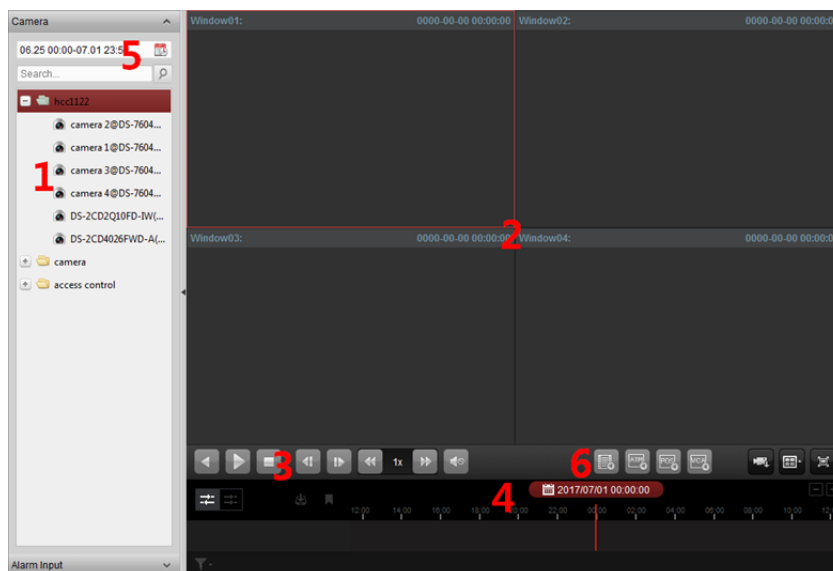 Camera
06.25 00:00-07.01 23:5
5
Search...
hcc1122
camera 2@DS-7604...
camera 1@DS-7604...
camera 3@DS-7604...
1
camera 4@DS-7604...
DS-2CD2Q10FD-IW(...
DS-2CD4026FWD-A(...
camera
access control
Alarm Input
Window01: 0000-00-00 00:00:00
Window02: 0000-00-00 00:00:00
2
Window03: 0000-00-00 00:00:00
Window04: 0000-00-00 00:00:00
3
1x
6
ATM
POS
MCA
4
2017/07/01 00:00:00
12:00 14:00 16:00 18:00 20:00 22:00 00:00 02:00 04:00 06:00 08:00 10:00